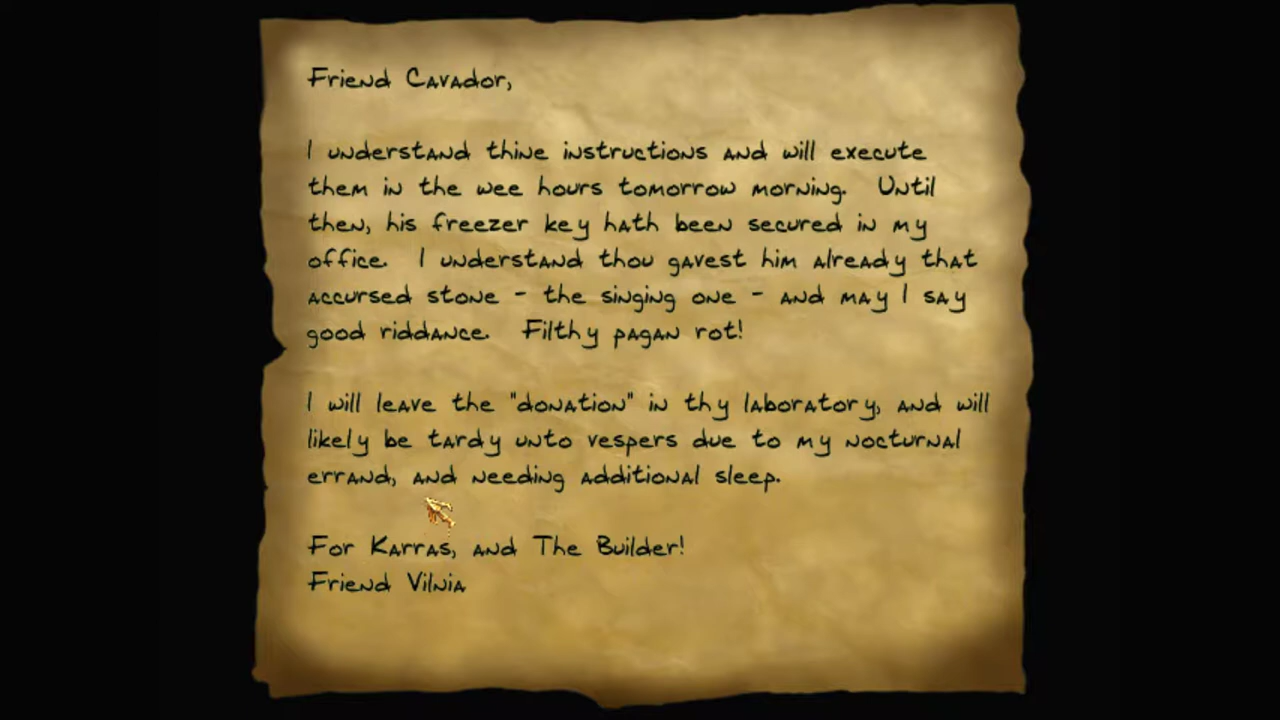 Friend Cavador,
I understand thine instructions and will execute
them in the wee hours tomorrow morning. Until
then, his freezer key hath been secured in my
office. I understand thou gavest him already that
accursed stone - the singing one - and may I say
good riddance. Filthy pagan rot!
I will leave the "donation" in thy laboratory, and will
likely be tardy unto vespers due to my nocturnal
errand, and needing additional sleep.
For Karras, and The Builder!
Friend Vilnia